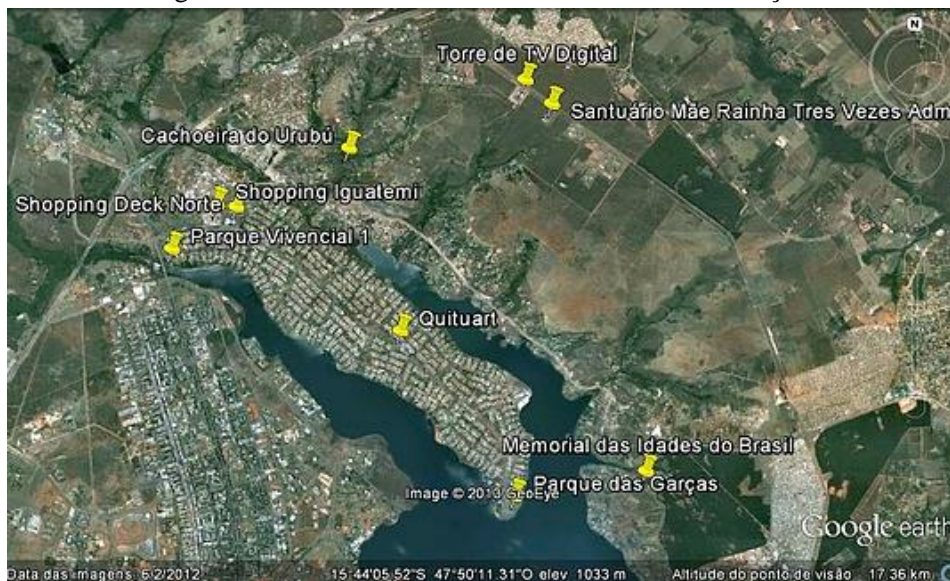 N
Torre de TV Digital
Santuário Mãe Rainha Tres Vezes Adm
Cachoeira do Urubú
Shopping Iguatemi
Shopping Deck Norte
Parque Vivencial 1
Quituart
Memorial das Idades do Brasil
Parque das Garças
Image © 2013 GeoEye
Google earth
Data das imagens 6/2/2012 15°44'05.52"S 47°50'11.31"O elev 1033 m Altitude do ponto de visão 17.36 km